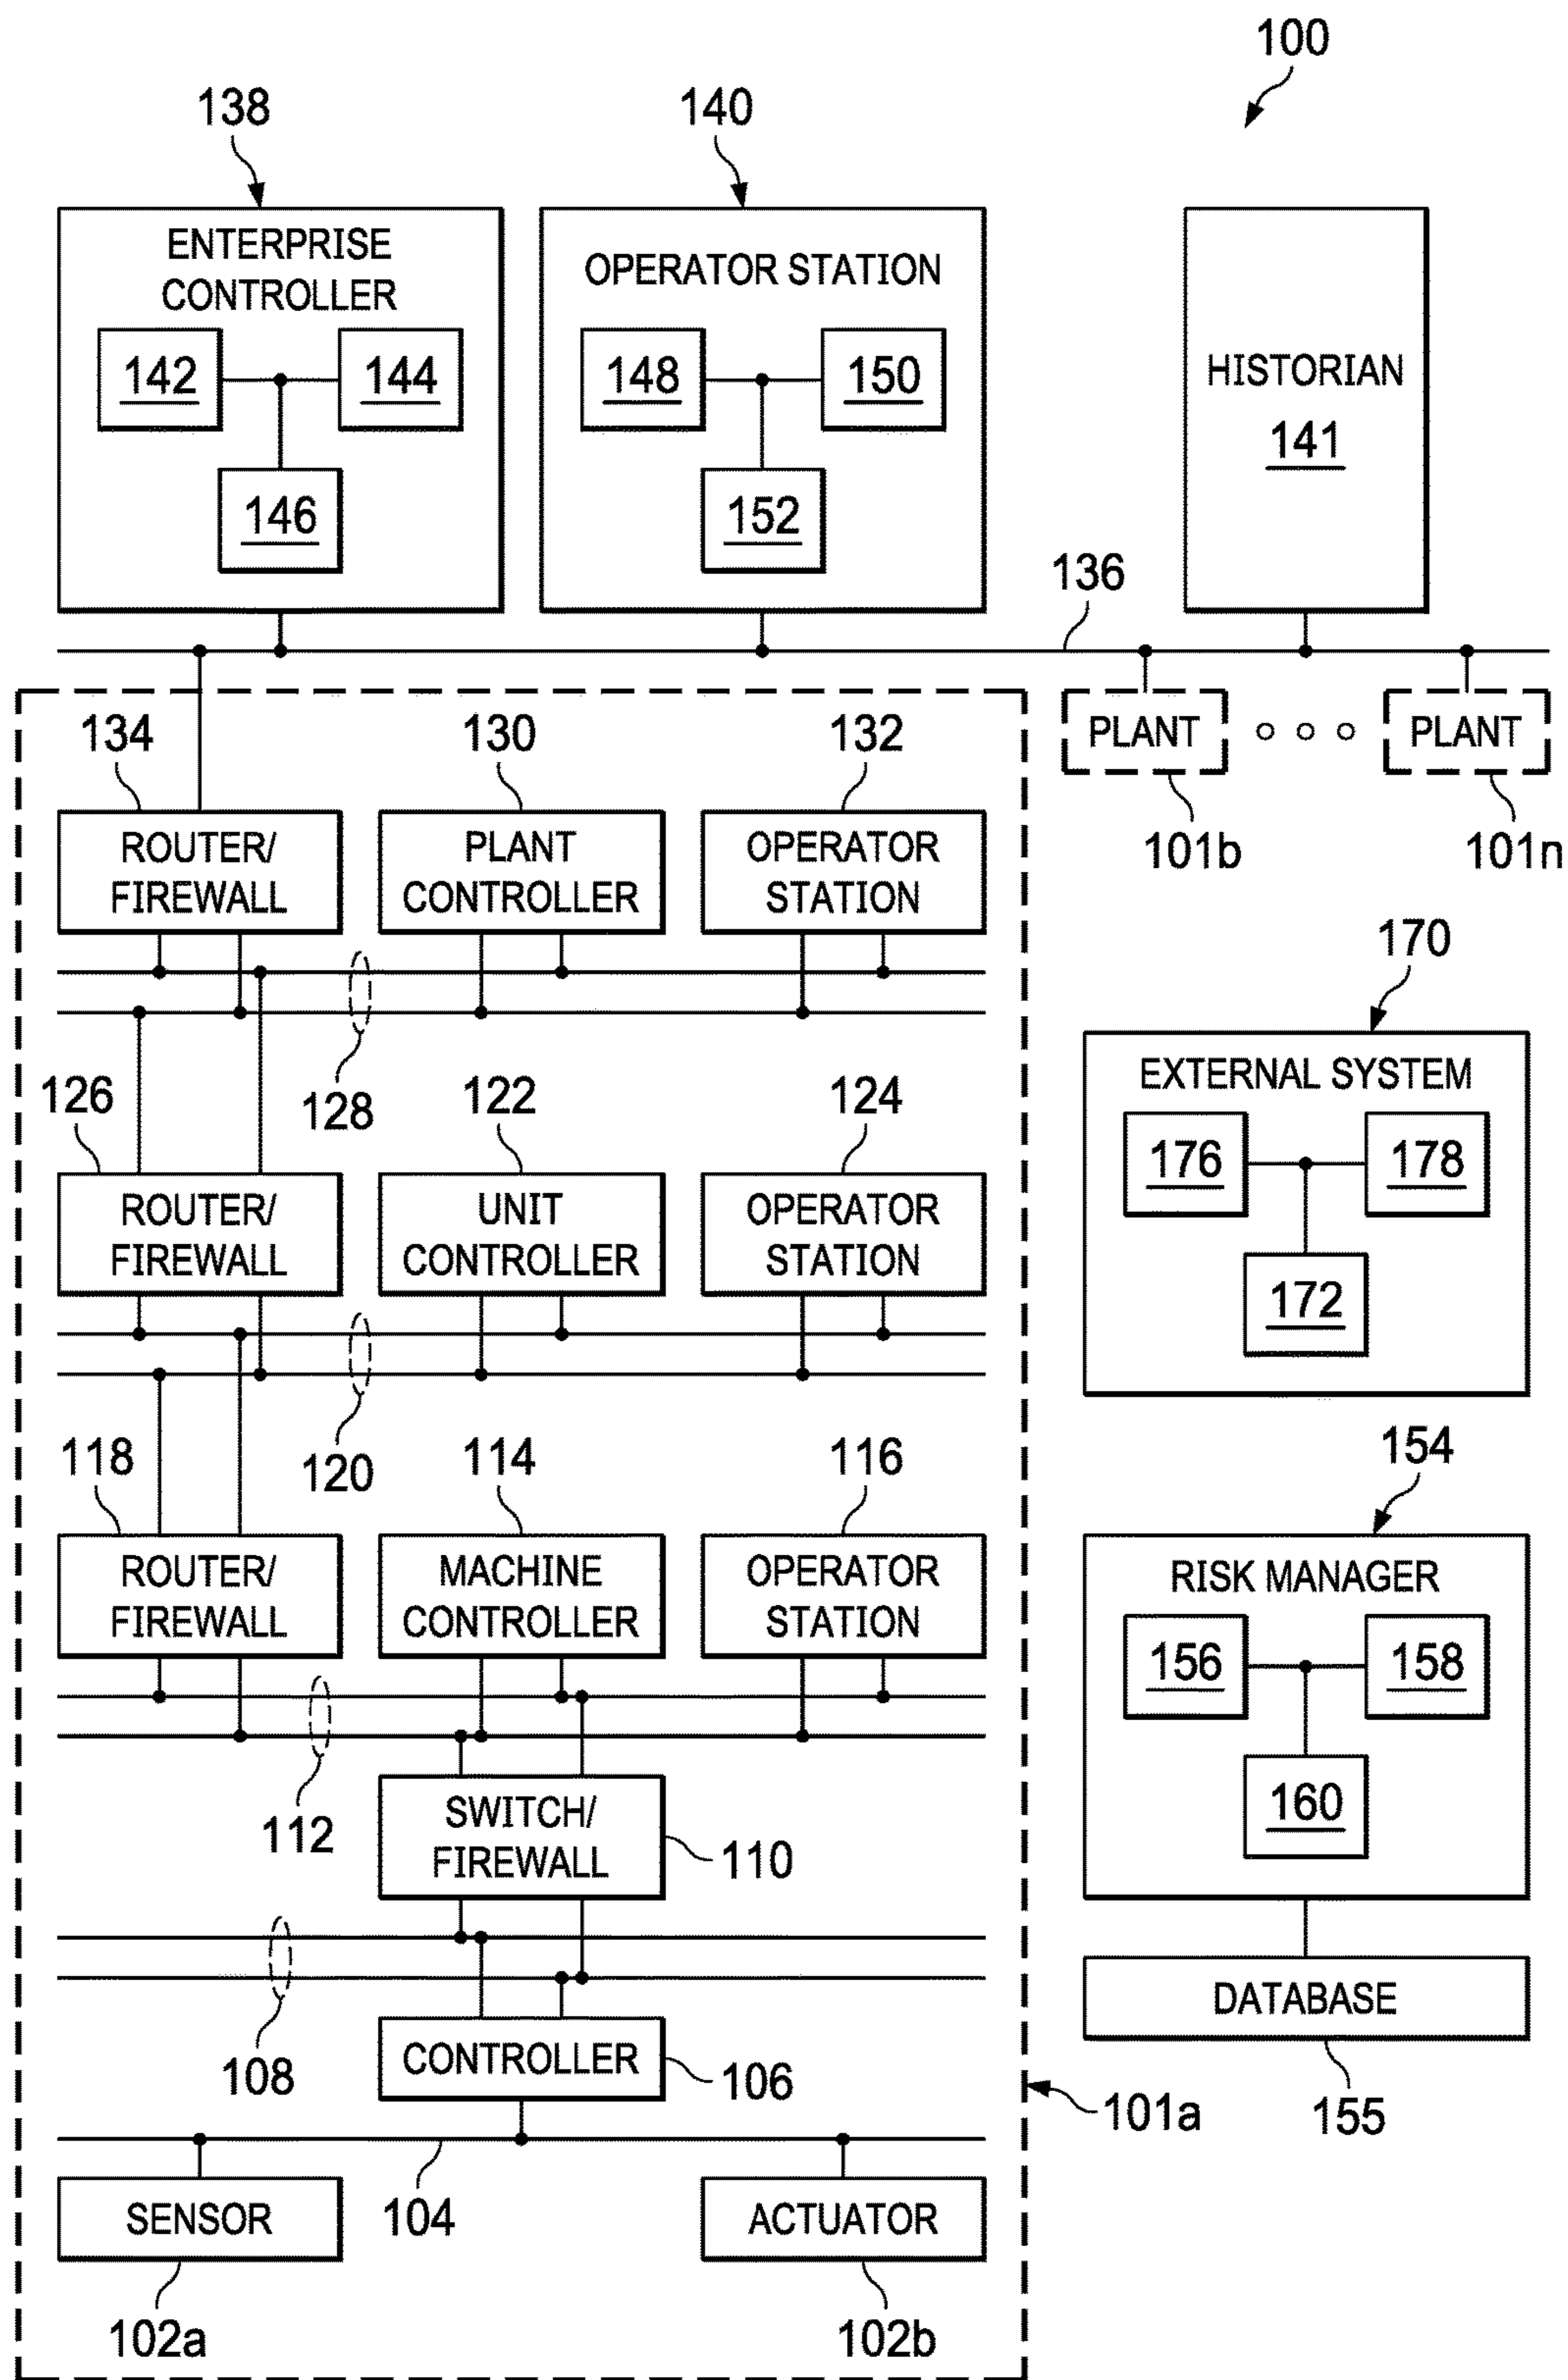 100
138
140
ENTERPRISE
CONTROLLER
142
144
146
OPERATOR STATION
148
150
152
HISTORIAN
141
136
134
130
132
PLANT
PLANT
101b
101n
ROUTER/
FIREWALL
PLANT
CONTROLLER
OPERATOR
STATION
128
170
126
122
124
EXTERNAL SYSTEM
176
178
172
ROUTER/
FIREWALL
UNIT
CONTROLLER
OPERATOR
STATION
120
118
114
116
154
ROUTER/
FIREWALL
MACHINE
CONTROLLER
OPERATOR
STATION
RISK MANAGER
156
158
160
112
SWITCH/
FIREWALL
110
108
CONTROLLER
106
DATABASE
155
101a
104
SENSOR
ACTUATOR
102a
102b